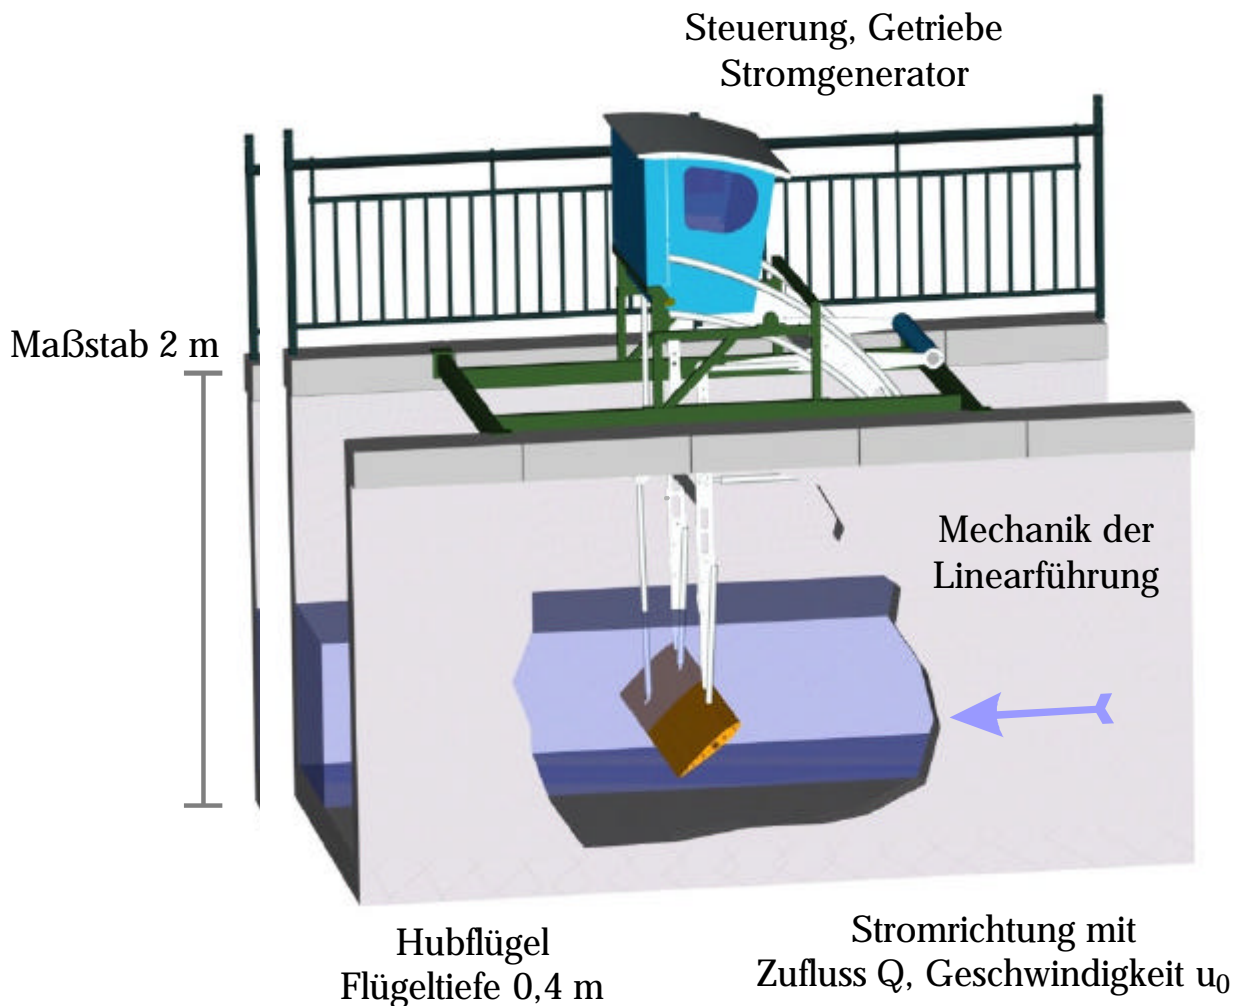 Steuerung, Getriebe
Stromgenerator
Maßstab 2 m
Mechanik der
Linearführung
Hubflügel
Flügeltiefe 0,4 m
Stromrichtung mit
Zufluss Q, Geschwindigkeit u₀